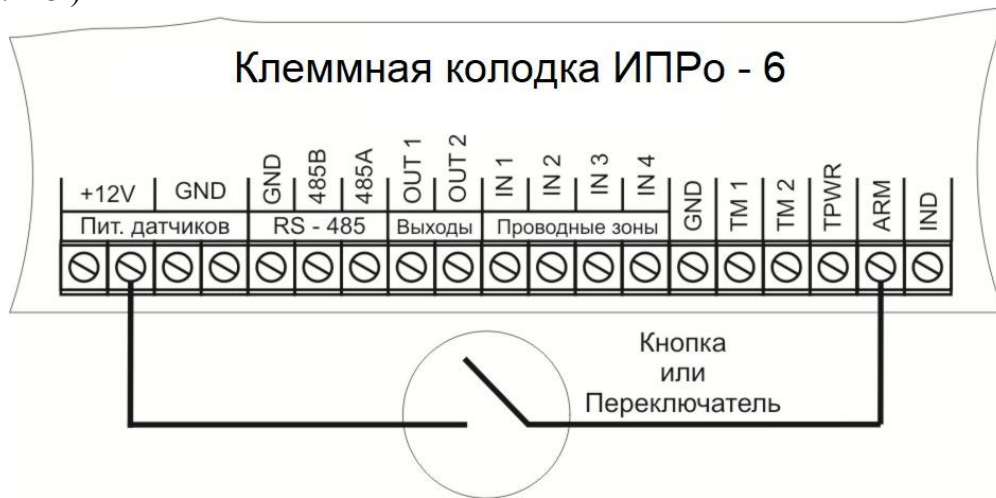 Клеммная колодка ИПРо - 6
+12V GND GND 485B 485A OUT 1 OUT 2 IN 1 IN 2 IN 3 IN 4 GND TM 1 TM 2 TPWR ARM IND
Пит. датчиков RS - 485 Выходы Проводные зоны
Кнопка
или
Переключатель